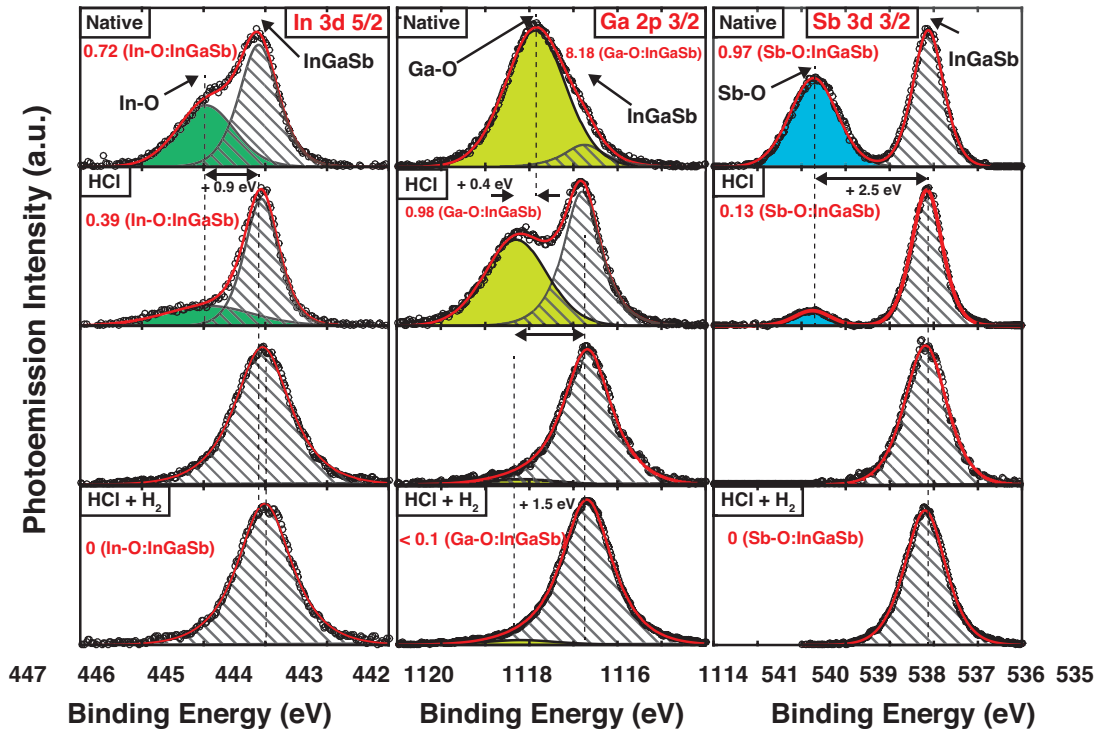 Photoemission Intensity (a.u.)
Native
In 3d 5/2
0.72 (In-O:InGaSb)
InGaSb
In-O
Native
Ga 2p 3/2
8.18 (Ga-O:InGaSb)
Ga-O
InGaSb
Native
Sb 3d 3/2
0.97 (Sb-O:InGaSb)
InGaSb
Sb-O
HCl
+ 0.9 eV
0.39 (In-O:InGaSb)
HCl
+ 0.4 eV
0.98 (Ga-O:InGaSb)
HCl
+ 2.5 eV
0.13 (Sb-O:InGaSb)
HCl + H2
0 (In-O:InGaSb)
HCl + H2
+ 1.5 eV
< 0.1 (Ga-O:InGaSb)
HCl + H2
0 (Sb-O:InGaSb)
447 446 445 444 443 442 1120 1118 1116 1114 540 539 538 537 536 535
Binding Energy (eV) Binding Energy (eV) Binding Energy (eV)